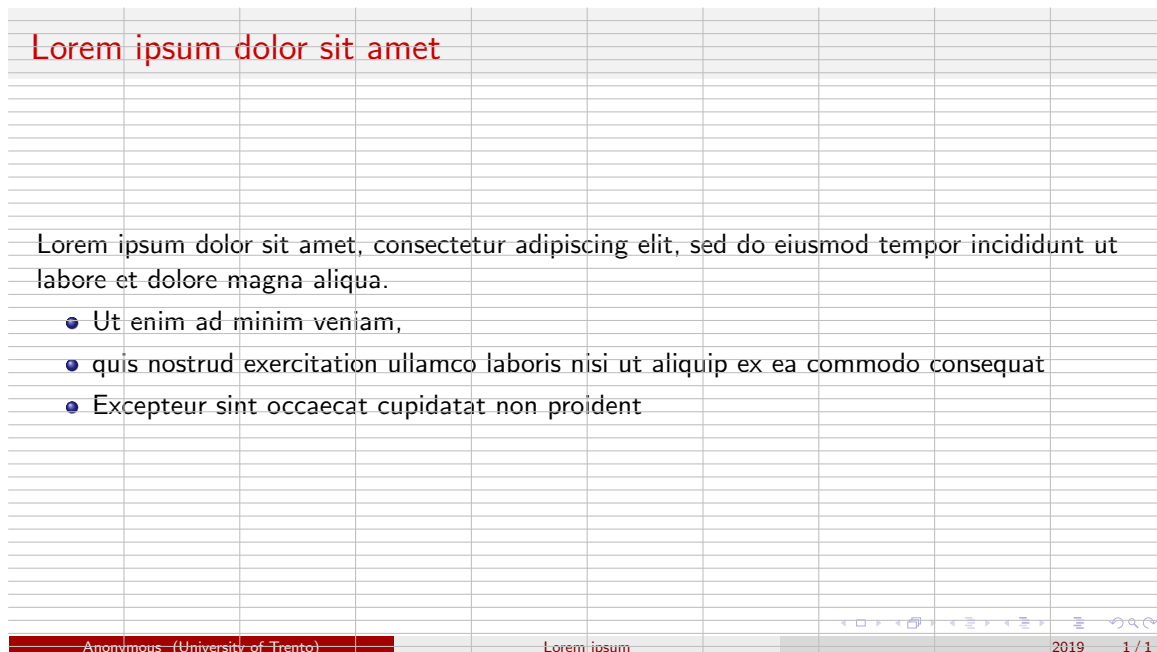 Lorem ipsum dolor sit amet
Lorem ipsum dolor sit amet, consectetur adipiscing elit, sed do eiusmod tempor incididunt ut
labore et dolore magna aliqua.
Ut enim ad minim veniam,
quis nostrud exercitation ullamco laboris nisi ut aliquip ex ea commodo consequat
Excepteur sint occaecat cupidatat non proident
Anonymous (University of Trento) Lorem ipsum 2019 1 / 1